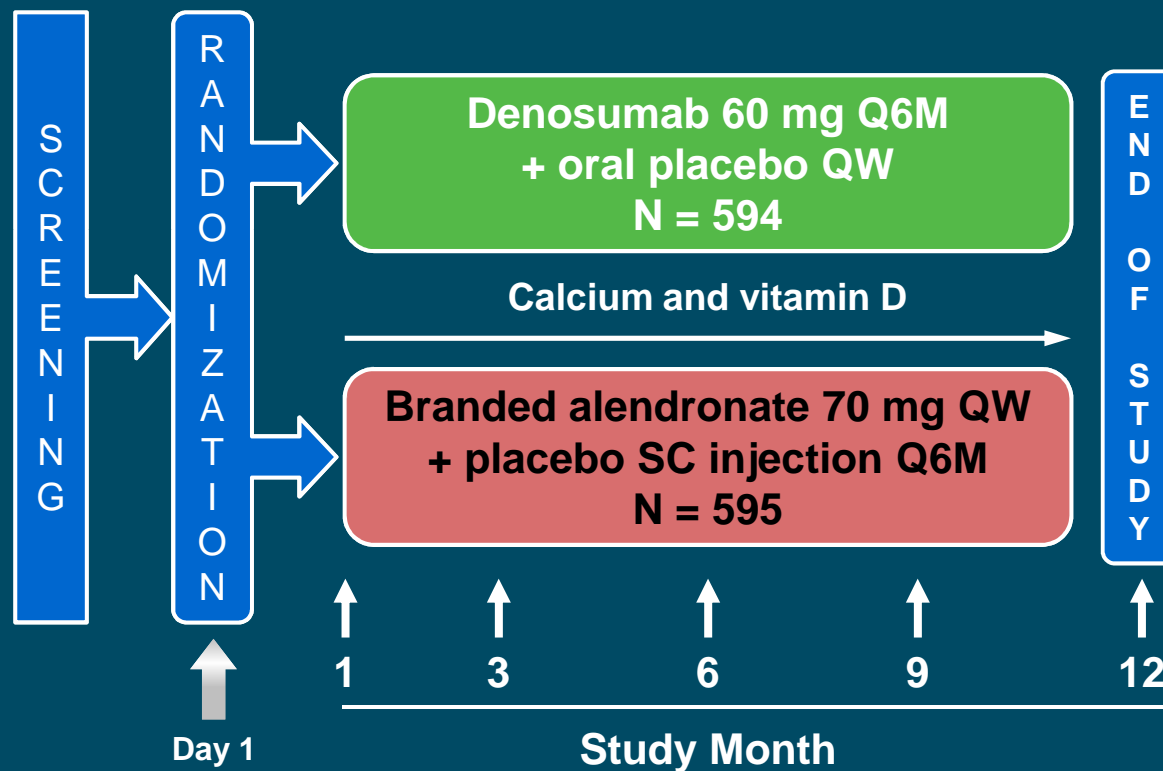 SCREENING
RANDOMIZATION
Denosumab 60 mg Q6M
+ oral placebo QW
N = 594
Calcium and vitamin D
Branded alendronate 70 mg QW
+ placebo SC injection Q6M
N = 595
END OF STUDY
1 3 6 9 12
Day 1
Study Month